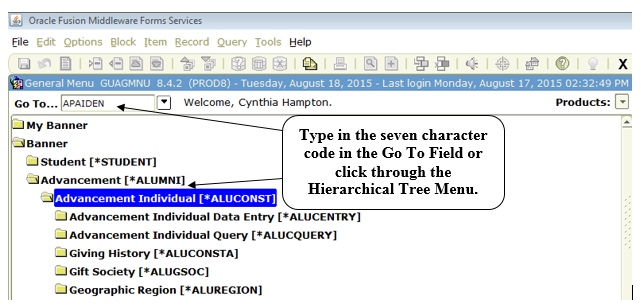 Oracle Fusion Middleware Forms Services
File Edit Options Block Item Record Query Tools Help
X
General Menu GUAGMNU 8.4.2 (PROD8) - Tuesday, August 18, 2015 - Last login Monday, August 17, 2015 02:32:49 PM
Go To... APAIDEN Welcome, Cynthia Hampton. Products:
My Banner
Banner
Student [*STUDENT]
Advancement [*ALUMNI]
Advancement Individual [*ALUCONST]
Advancement Individual Data Entry [*ALUCENTRY]
Advancement Individual Query [*ALUCQUERY]
Giving History [*ALUCONSTA]
Gift Society [*ALUGSOC]
Geographic Region [*ALUREGION]
Type in the seven character
code in the Go To Field or
click through the
Hierarchical Tree Menu.